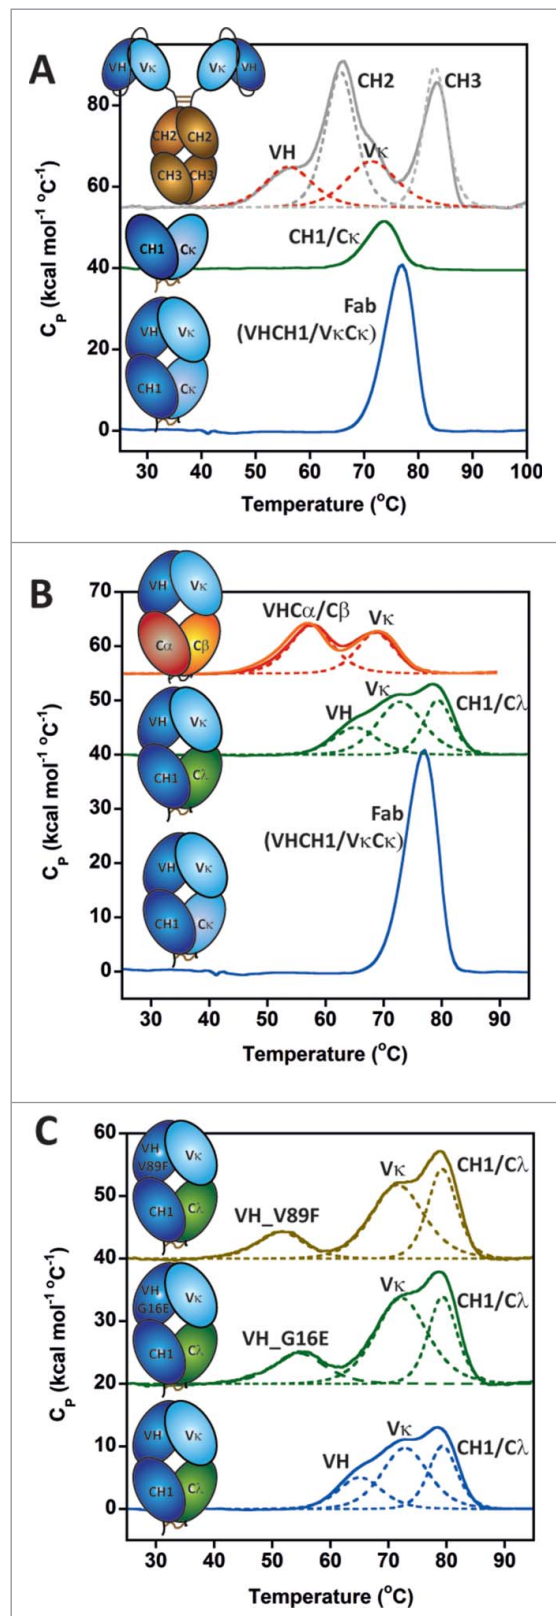 A
VH Vκ Vκ VH
CH2 CH2
CH3 CH3
CH2
CH3
VH
Vκ
CH1 Cκ
CH1/Cκ
VH Vκ
CH1 Cκ
Fab
(VHCH1/VκCκ)
80
60
40
20
0
C_P (kcal mol⁻¹ °C⁻¹)
30 40 50 60 70 80 90 100
Temperature (°C)
B
VH Vκ
Cα Cβ
VHCα/Cβ
Vκ
VH Vκ
CH1 Cλ
VH
Vκ
CH1/Cλ
VH Vκ
CH1 Cκ
Fab
(VHCH1/VκCκ)
70
60
50
40
30
20
10
0
C_P (kcal mol⁻¹ °C⁻¹)
30 40 50 60 70 80 90
Temperature (°C)
C
VH
V89F
Vκ
CH1 Cλ
VH_V89F
Vκ
CH1/Cλ
VH
G16E
Vκ
CH1 Cλ
VH_G16E
Vκ
CH1/Cλ
VH Vκ
CH1 Cλ
VH
Vκ
CH1/Cλ
60
50
40
30
20
10
0
C_P (kcal mol⁻¹ °C⁻¹)
30 40 50 60 70 80 90
Temperature (°C)